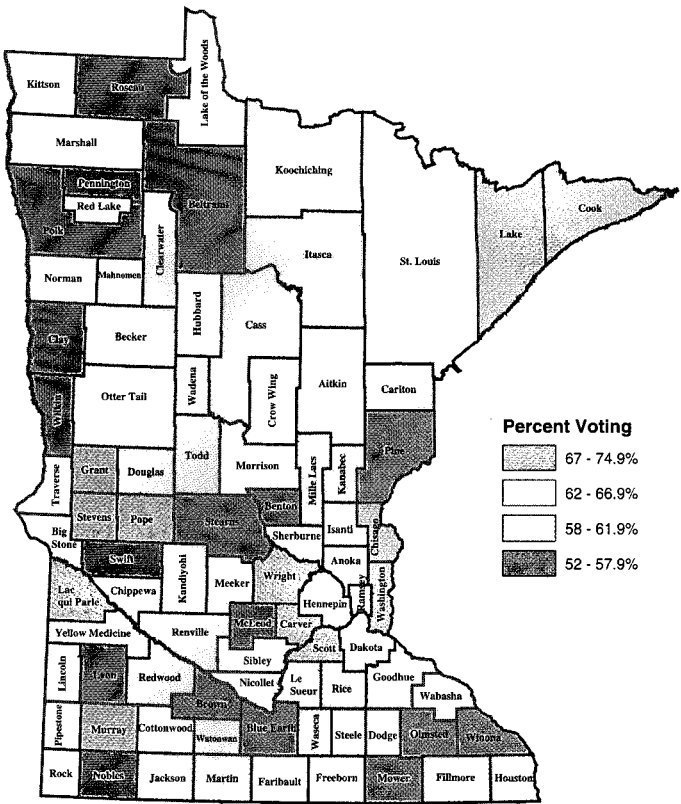 Kittson
Roseau
Lake of the Woods
Marshall
Koochiching
Pennington
Red Lake
Polk
Beltrami
Clearwater
Cook
Lake
Itasca
St. Louis
Norman
Mahnomen
Hubbard
Cass
Clay
Becker
Wadena
Crow Wing
Aitkin
Carlton
Wilkin
Otter Tail
Percent Voting
67 - 74.9%
62 - 66.9%
58 - 61.9%
52 - 57.9%
Todd
Morrison
Mille Lacs
Kanabec
Pine
Traverse
Grant
Douglas
Stevens
Pope
Stearns
Benton
Isanti
Chisago
Big
Stone
Sherburne
Swift
Kandiyohi
Meeker
Wright
Anoka
Ramsey
Washington
Hennepin
Lac
qui Parle
Chippewa
McLeod
Carver
Yellow Medicine
Renville
Scott
Dakota
Sibley
Lincoln
Lyon
Redwood
Nicollet
Le
Sueur
Rice
Goodhue
Wabasha
Brown
Pipestone
Murray
Cottonwood
Watonwan
Blue Earth
Waseca
Steele
Dodge
Olmsted
Winona
Rock
Nobles
Jackson
Martin
Faribault
Freeborn
Mower
Fillmore
Houston